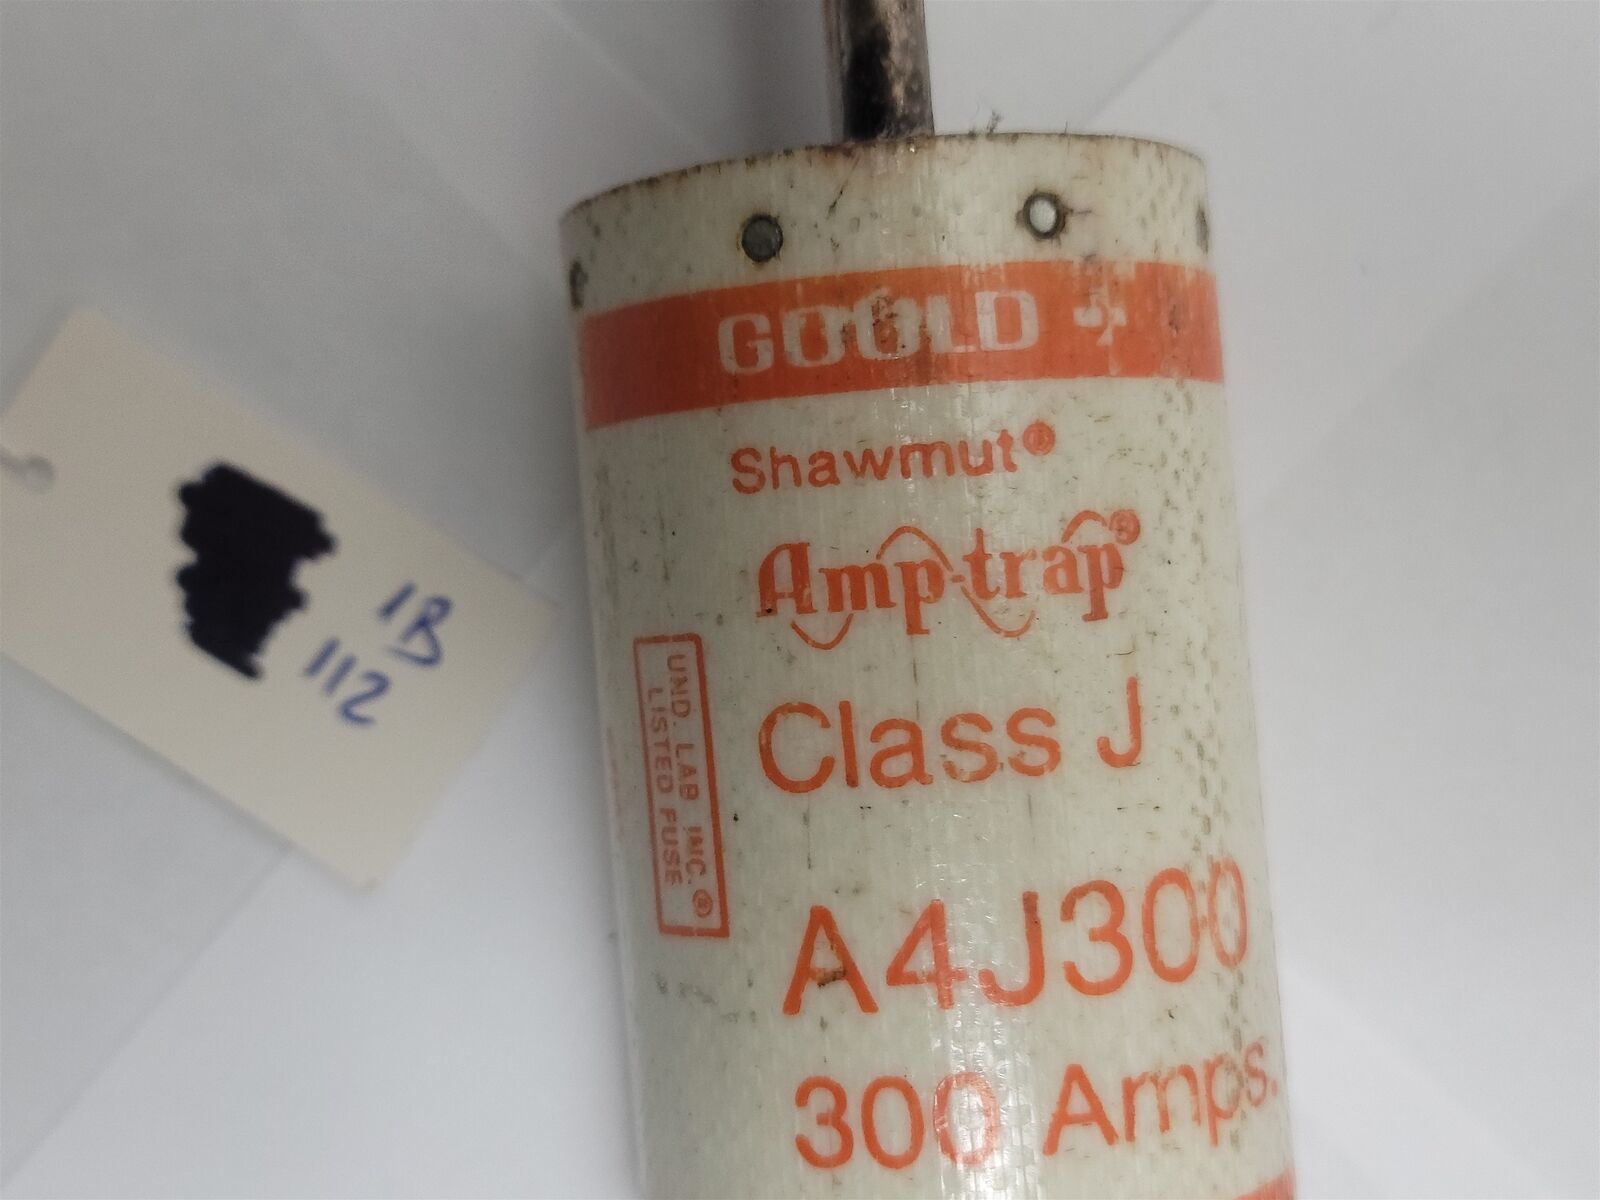 GOULD
Shawmut®
Amp-trap®
Class J
UND. LAB. INC.®
LISTED FUSE
A4J300
300 Amps.
1B
112